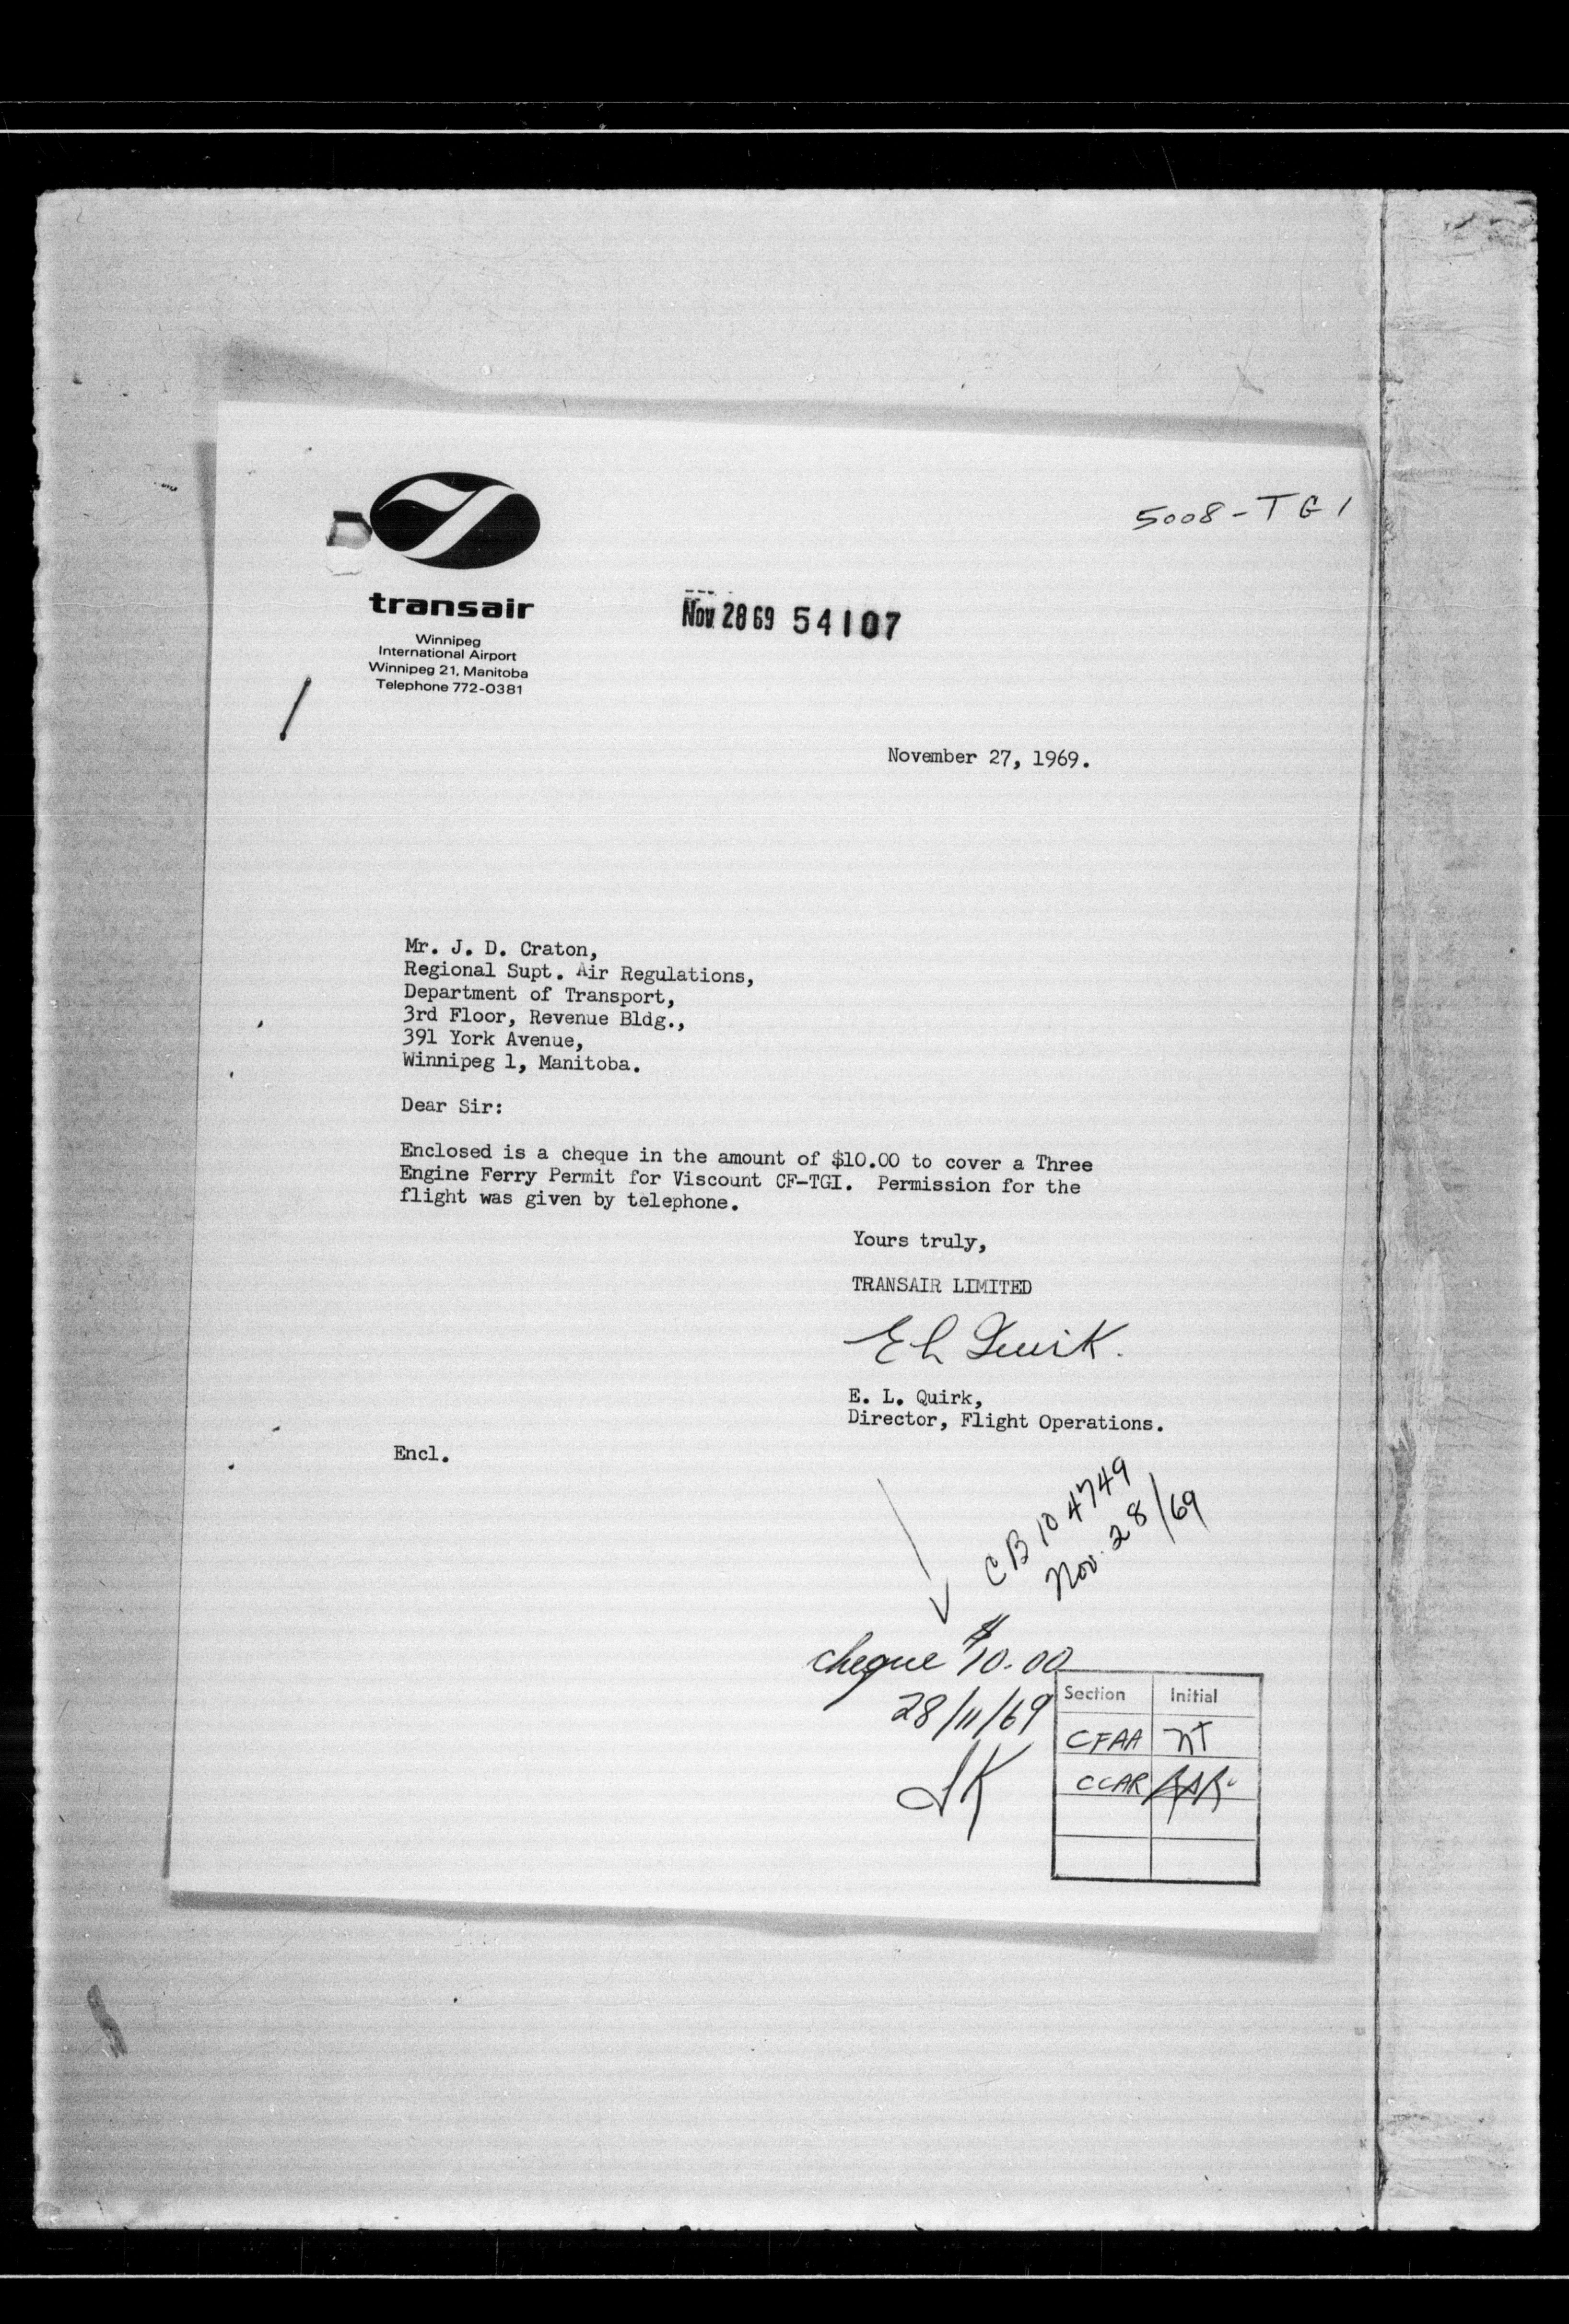 5008-TGI
transair
Winnipeg
International Airport
Winnipeg 21, Manitoba
Telephone 772-0381
Nov 28 69 54107
November 27, 1969.
Mr. J. D. Craton,
Regional Supt. Air Regulations,
Department of Transport,
3rd Floor, Revenue Bldg.,
391 York Avenue,
Winnipeg 1, Manitoba.
Dear Sir:
Enclosed is a cheque in the amount of $10.00 to cover a Three
Engine Ferry Permit for Viscount CF-TGI. Permission for the
flight was given by telephone.
Yours truly,
TRANSAIR LIMITED
E L Quirk.
E. L. Quirk,
Director, Flight Operations.
Encl.
CB 104749
Nov. 28/69
cheque $10.00
28/11/69
Section Initial
CFAA
CCAR